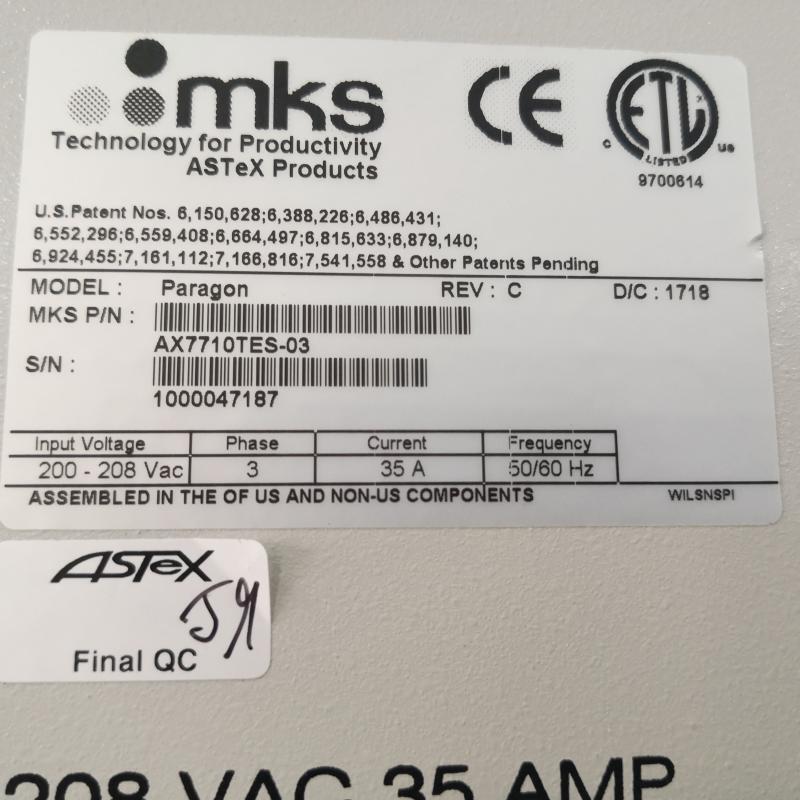 mks
CE
Technology for Productivity
ASTeX Products
ETL
LISTED
C US
9700614
U.S.Patent Nos. 6,150,628;6,388,226;6,486,431;
6,552,296;6,559,408;6,664,497;6,815,633;6,879,140;
6,924,455;7,161,112;7,166,816;7,541,558 & Other Patents Pending
MODEL : Paragon REV : C D/C : 1718
MKS P/N :
AX7710TES-03
S/N :
1000047187
Input Voltage Phase Current Frequency
200 - 208 Vac 3 35 A 50/60 Hz
ASSEMBLED IN THE OF US AND NON-US COMPONENTS WILSNSPI
ASTeX
Final QC
208 VAC 35 AMP